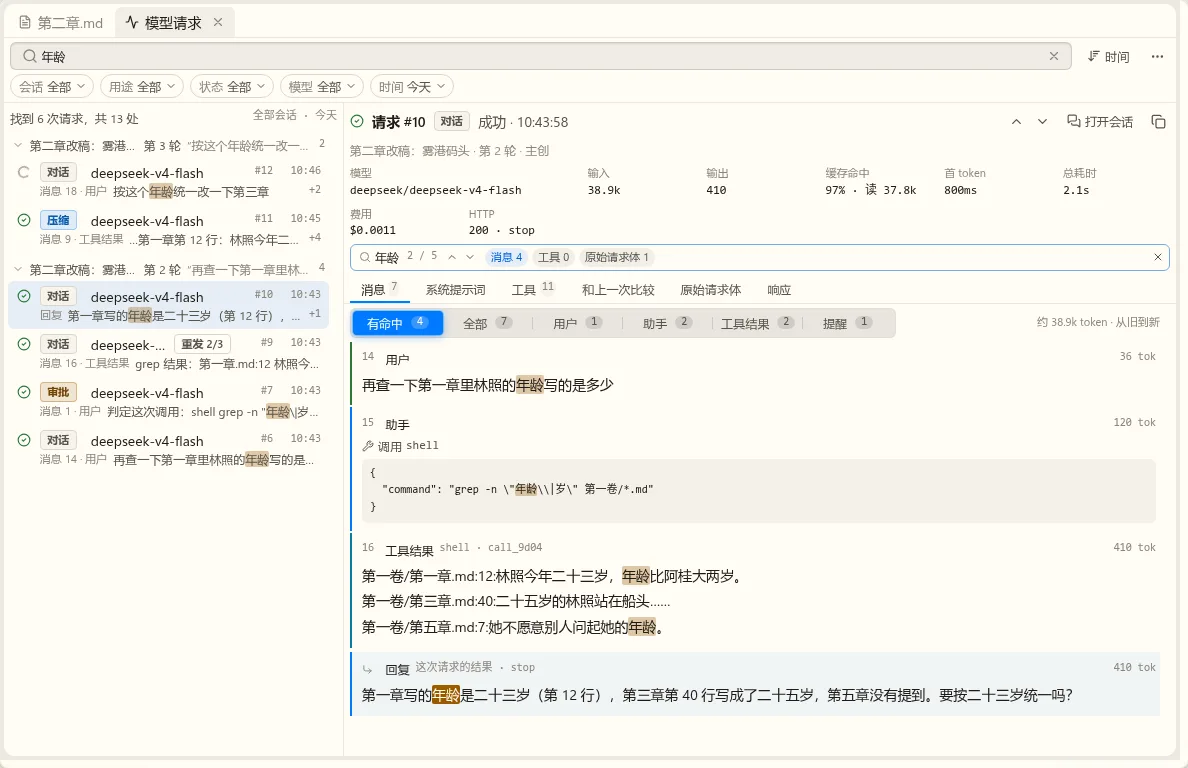 第二章.md 模型请求
年龄 时间
会话 全部 用途 全部 状态 全部 模型 全部 时间 今天
找到 6 次请求，共 13 处 全部会话 · 今天
第二章改稿：雾港... 第 3 轮 "按这个年龄统一改一... 2
对话 deepseek-v4-flash #12 10:46
消息 18 · 用户 按这个年龄统一改一下第三章 +2
压缩 deepseek-v4-flash #11 10:45
消息 9 · 工具结果 ...第一章第 12 行：林照今年二... +4
第二章改稿：雾港... 第 2 轮 "再查一下第一章里林... 4
对话 deepseek-v4-flash #10 10:43
回复 第一章写的年龄是二十三岁（第 12 行），... +1
对话 deepseek-... 重发 2/3 #9 10:43
消息 16 · 工具结果 grep 结果：第一章.md:12 林照今...
审批 deepseek-v4-flash #7 10:43
消息 1 · 用户 判定这次调用：shell grep -n "年龄\|岁...
对话 deepseek-v4-flash #6 10:43
消息 14 · 用户 再查一下第一章里林照的年龄写的是...
请求 #10 对话 成功 · 10:43:58 打开会话
第二章改稿：雾港码头 · 第 2 轮 · 主创
模型 输入 输出 缓存命中 首 token 总耗时
deepseek/deepseek-v4-flash 38.9k 410 97% · 读 37.8k 800ms 2.1s
费用 HTTP
$0.0011 200 · stop
年龄 2 / 5 消息 4 工具 0 原始请求体 1
消息 7 系统提示词 工具 11 和上一次比较 原始请求体 响应
有命中 4 全部 7 用户 1 助手 2 工具结果 2 提醒 1 约 38.9k token · 从旧到新
14 用户 36 tok
再查一下第一章里林照的年龄写的是多少
15 助手 120 tok
调用 shell
{
"command": "grep -n \"年龄\\|岁\" 第一卷/*.md"
}
16 工具结果 shell · call_9d04 410 tok
第一卷/第一章.md:12:林照今年二十三岁，年龄比阿桂大两岁。
第一卷/第三章.md:40:二十五岁的林照站在船头……
第一卷/第五章.md:7:她不愿意别人问起她的年龄。
回复 这次请求的结果 · stop 410 tok
第一章写的年龄是二十三岁（第 12 行），第三章第 40 行写成了二十五岁，第五章没有提到。要按二十三岁统一吗？